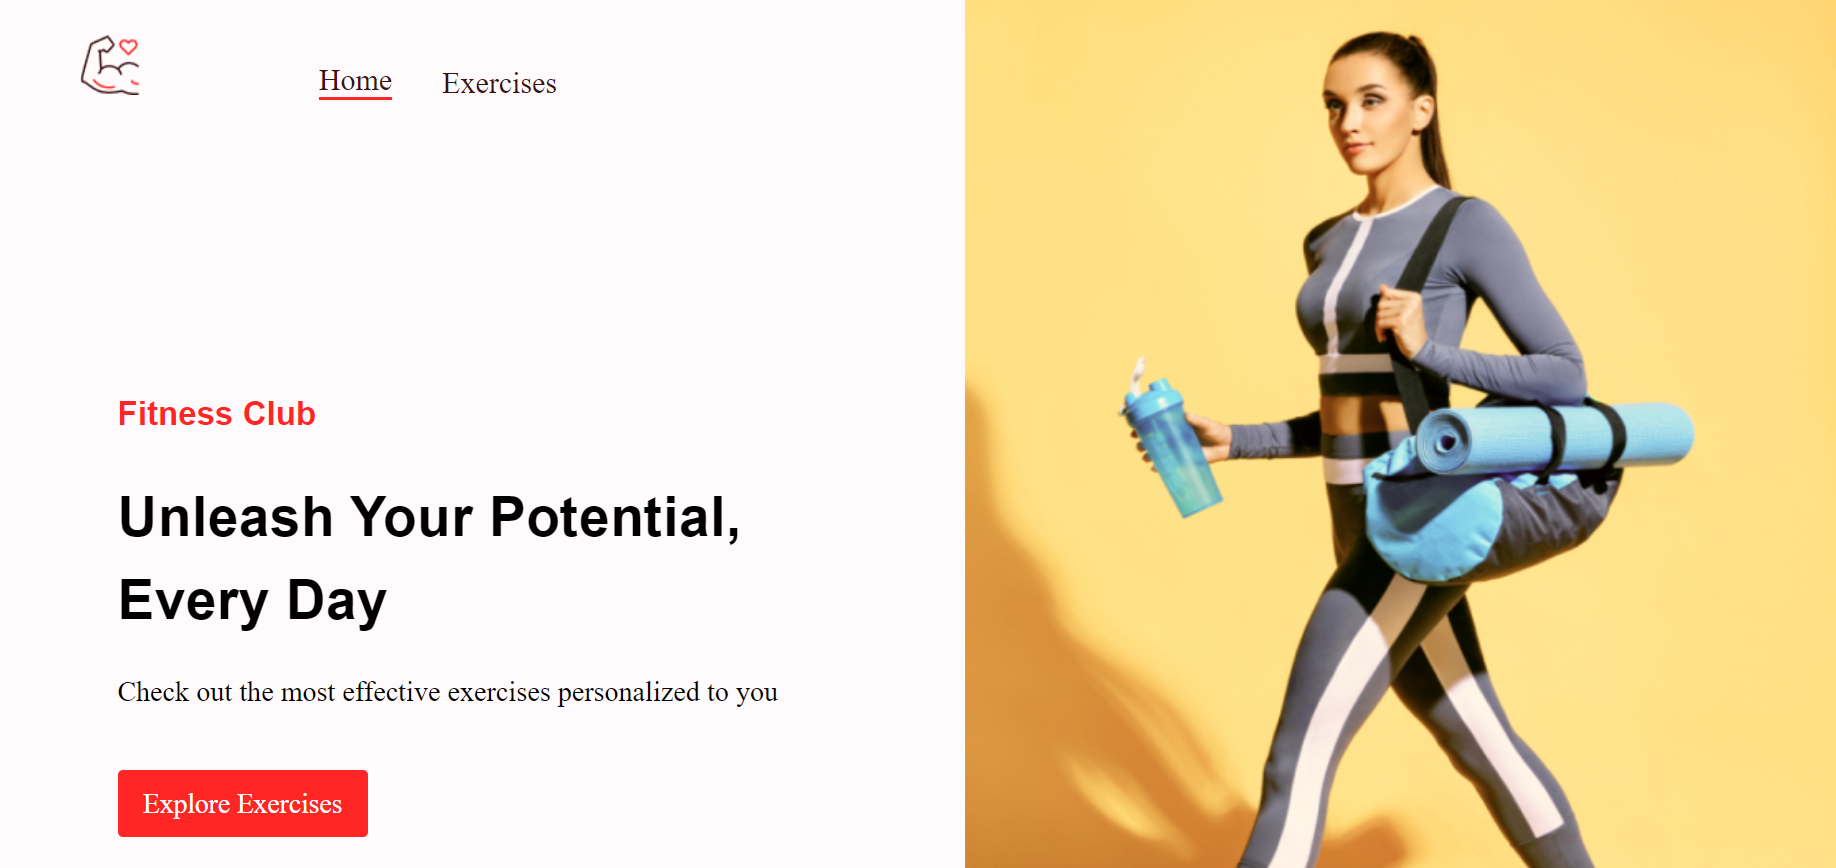 Home
Exercises
Fitness Club
Unleash Your Potential,
Every Day
Check out the most effective exercises personalized to you
Explore Exercises